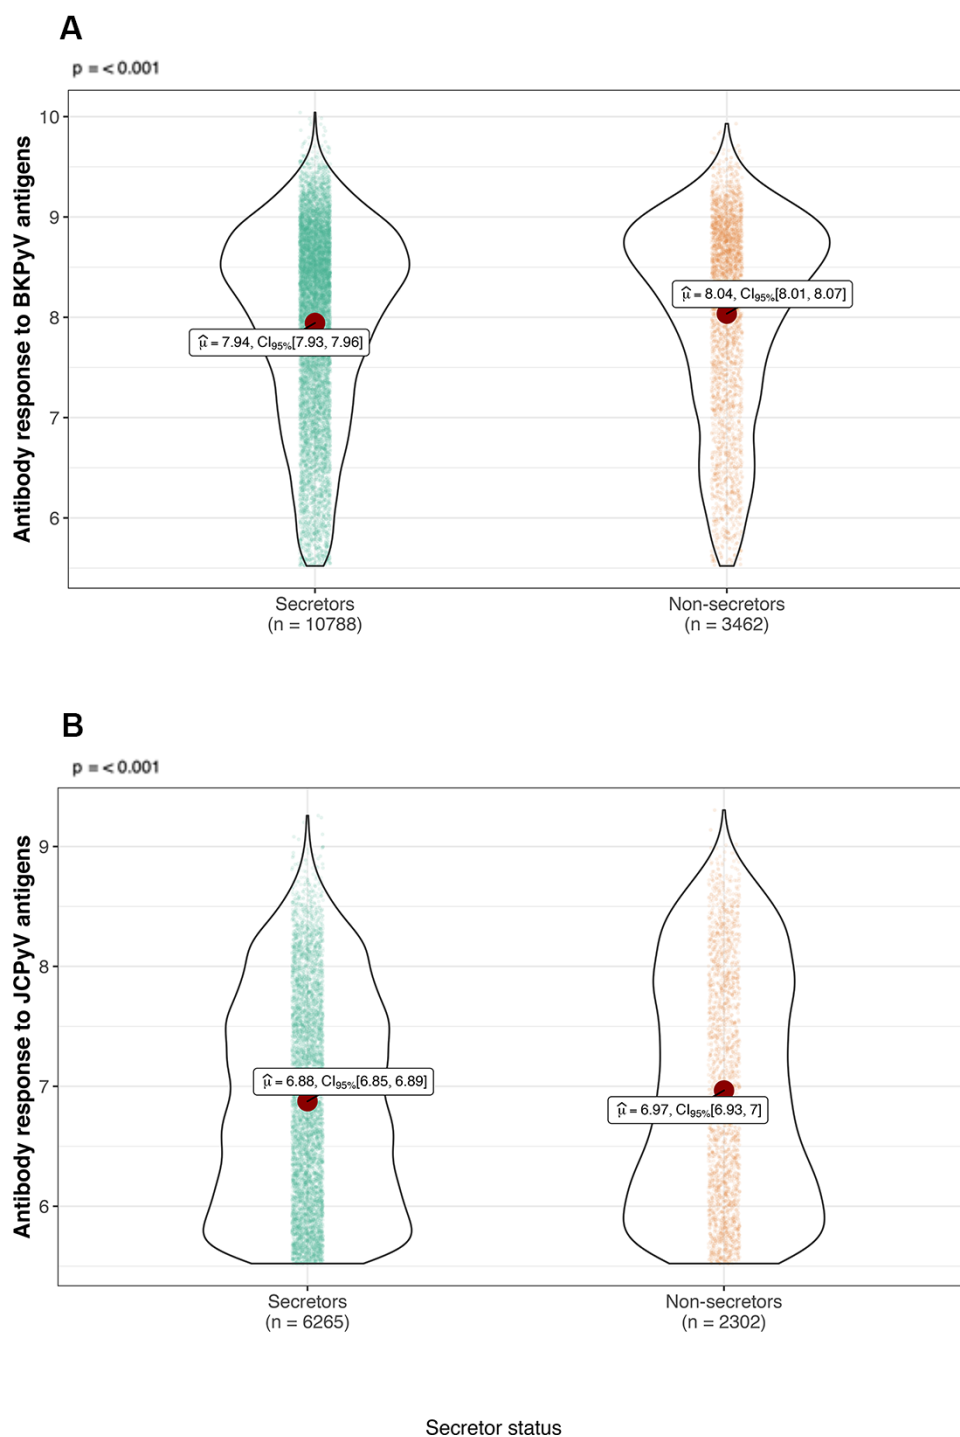 A
p = < 0.001
Antibody response to BKPyV antigens
10
9
8
7
6
μ̂ = 7.94, CI95%[7.93, 7.96]
μ̂ = 8.04, CI95%[8.01, 8.07]
Secretors
(n = 10788)
Non-secretors
(n = 3462)
B
p = < 0.001
Antibody response to JCPyV antigens
9
8
7
6
μ̂ = 6.88, CI95%[6.85, 6.89]
μ̂ = 6.97, CI95%[6.93, 7]
Secretors
(n = 6265)
Non-secretors
(n = 2302)
Secretor status